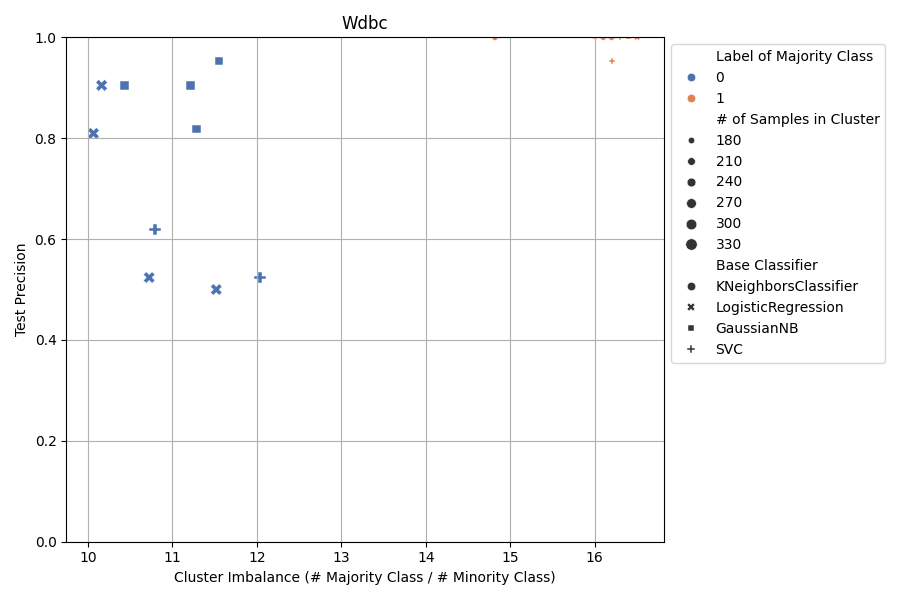 Wdbc
1.0
0.8
0.6
0.4
0.2
0.0
Test Precision
10 11 12 13 14 15 16
Cluster Imbalance (# Majority Class / # Minority Class)
Label of Majority Class
0
1
# of Samples in Cluster
180
210
240
270
300
330
Base Classifier
KNeighborsClassifier
LogisticRegression
GaussianNB
SVC